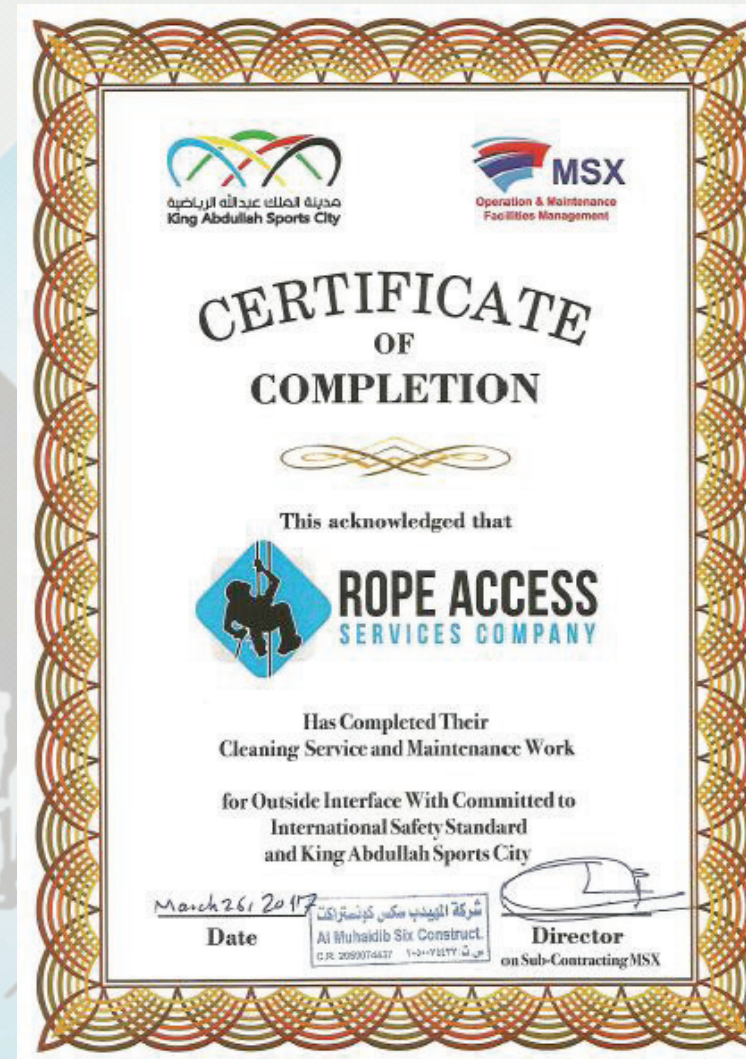 مدينة الملك عبدالله الرياضية
King Abdullah Sports City
MSX
Operation & Maintenance
Facilities Management
CERTIFICATE
OF
COMPLETION
This acknowledged that
ROPE ACCESS
SERVICES COMPANY
Has Completed Their
Cleaning Service and Maintenance Work
for Outside Interface With Committed to
International Safety Standard
and King Abdullah Sports City
March 26, 2017
Date
شركة المهيدب سكس كونستراكت
Al Muhaidib Six Construct.
C.R.
س.ت
Director
on Sub-Contracting MSX